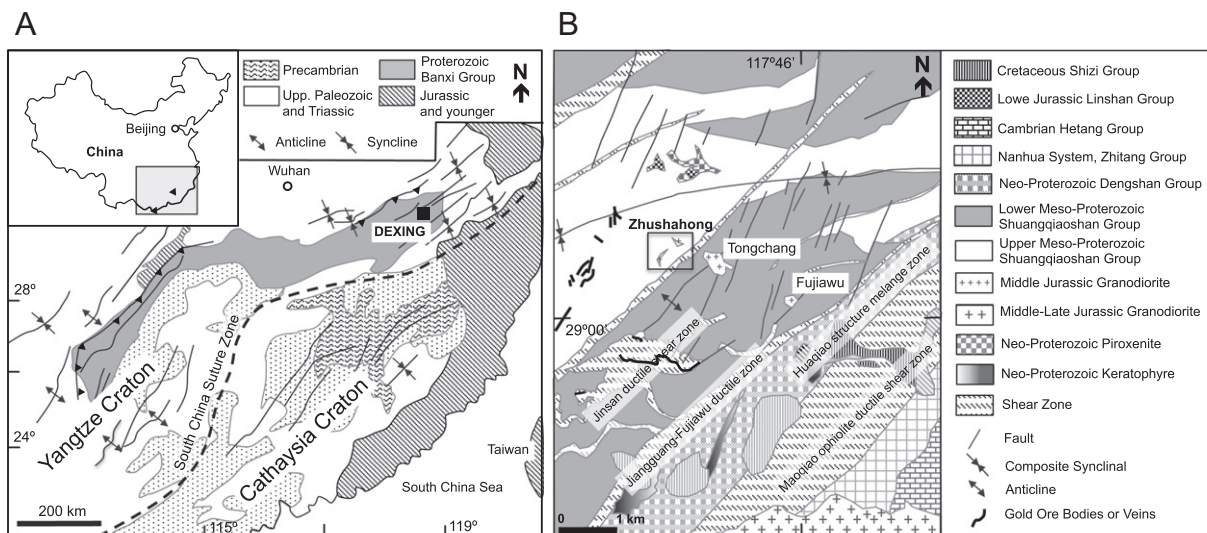 A
Beijing
China
Precambrian
Upp. Paleozoic
and Triassic
Anticline
Proterozoic
Banxi Group
Jurassic
and younger
Syncline
N
Wuhan
DEXING
28º
24º
Yangtze Craton
South China Suture Zone
Cathaysia Craton
Taiwan
South China Sea
200 km
115º
119º
B
117º46'
N
Zhushahong
Tongchang
Fujiawu
29º00'
Jinsan ductile shear zone
Jiangguang-Fujiawu ductile zone
Huaqiao structure melange zone
Maoqiao ophiolite ductile shear zone
0
1 km
Cretaceous Shizi Group
Lowe Jurassic Linshan Group
Cambrian Hetang Group
Nanhua System, Zhitang Group
Neo-Proterozoic Dengshan Group
Lower Meso-Proterozoic
Shuangqiaoshan Group
Upper Meso-Proterozoic
Shuangqiaoshan Group
Middle Jurassic Granodiorite
Middle-Late Jurassic Granodiorite
Neo-Proterozoic Piroxenite
Neo-Proterozoic Keratophyre
Shear Zone
Fault
Composite Synclinal
Anticline
Gold Ore Bodies or Veins